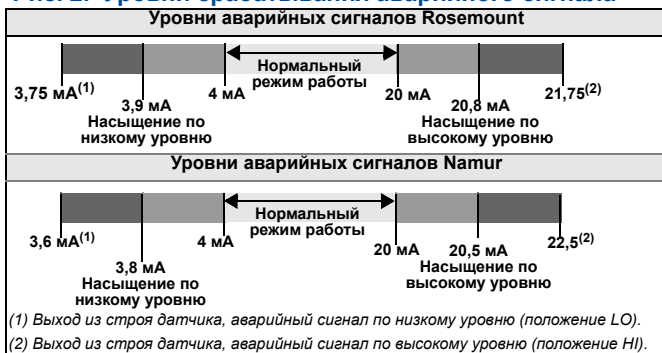 Уровни аварийных сигналов Rosemount
Нормальный
режим работы
3,75 мА(1)
4 мА
20 мА
21,75(2)
3,9 мА
Насыщение по
низкому уровню
20,8 мА
Насыщение по
высокому уровню
Уровни аварийных сигналов Namur
Нормальный
режим работы
3,6 мА(1)
4 мА
20 мА
20,5 мА
22,5(2)
3,8 мА
Насыщение по
низкому уровню
Насыщение по
высокому уровню
(1) Выход из строя датчика, аварийный сигнал по низкому уровню (положение LO).
(2) Выход из строя датчика, аварийный сигнал по высокому уровню (положение HI).